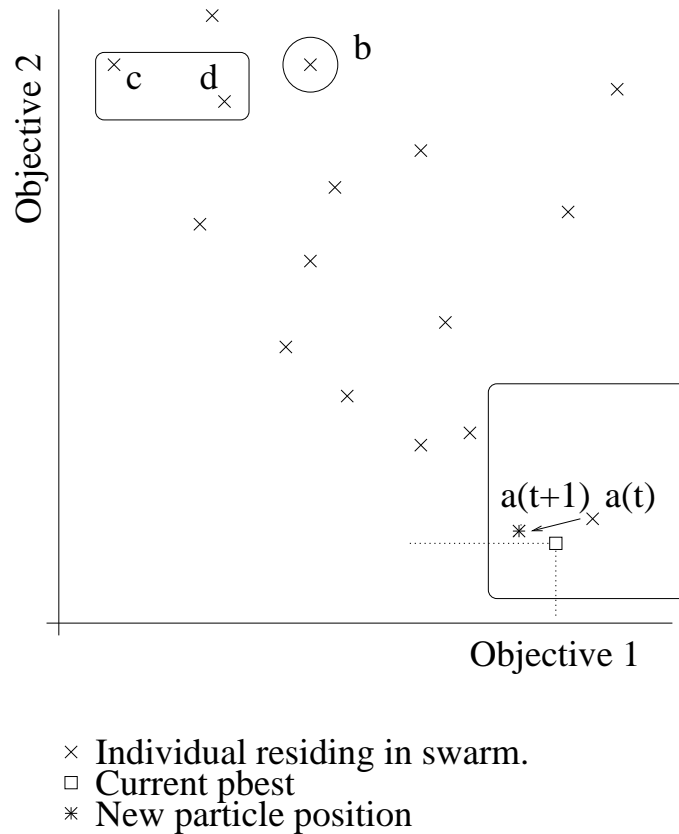 b
c
d
Objective 2
a(t+1)
a(t)
Objective 1
Individual residing in swarm.
Current pbest
New particle position